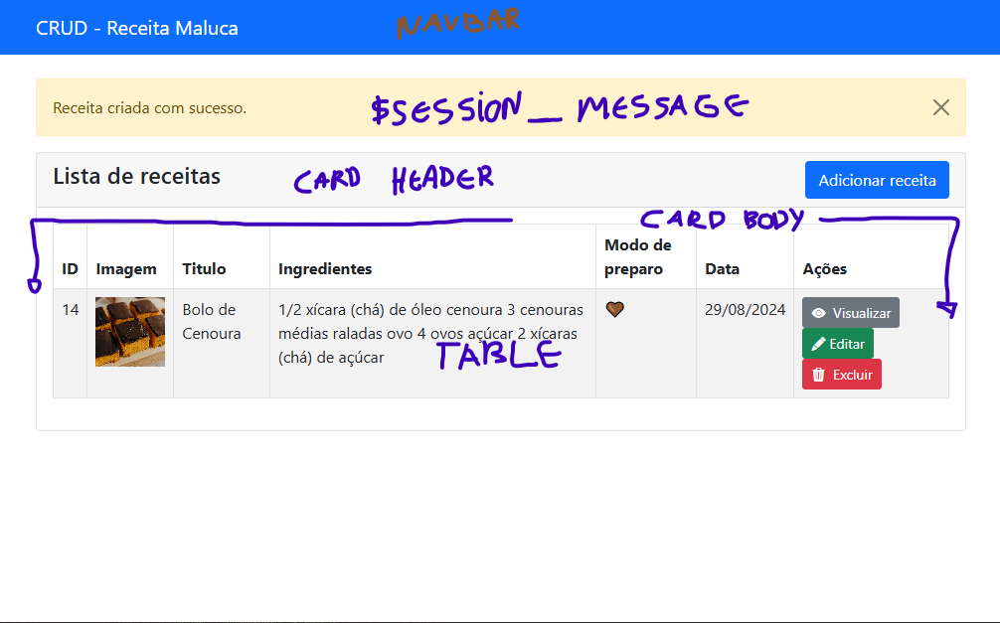 CRUD - Receita Maluca
NAVBAR
Receita criada com sucesso.
$SESSION_ MESSAGE
Lista de receitas
CARD HEADER
Adicionar receita
CARD BODY
ID
Imagem
Titulo
Ingredientes
Modo de
preparo
Data
Ações
14
Bolo de
Cenoura
1/2 xícara (chá) de óleo cenoura 3 cenouras
médias raladas ovo 4 ovos açúcar 2 xícaras
(chá) de açúcar
TABLE
29/08/2024
Visualizar
Editar
Excluir